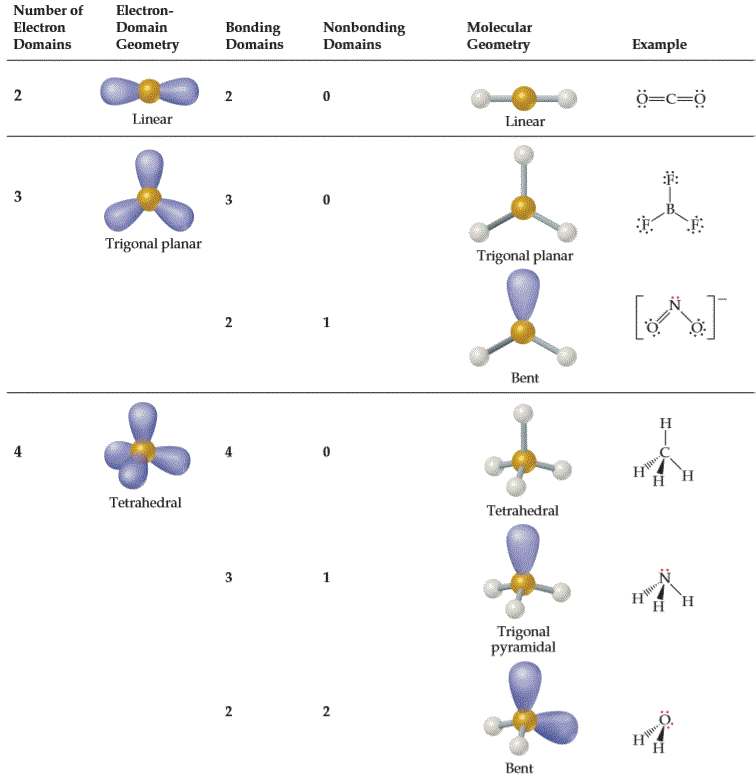 Number of Electron Domains
Electron-Domain Geometry
Bonding Domains
Nonbonding Domains
Molecular Geometry
Example
2
Linear
2
0
Linear
O=C=O
3
Trigonal planar
3
0
Trigonal planar
F
B
F
F
2
1
Bent
[
N
O
O
]−
4
Tetrahedral
4
0
Tetrahedral
H
C
H
H
H
3
1
Trigonal
pyramidal
N
H
H
H
2
2
Bent
O
H
H